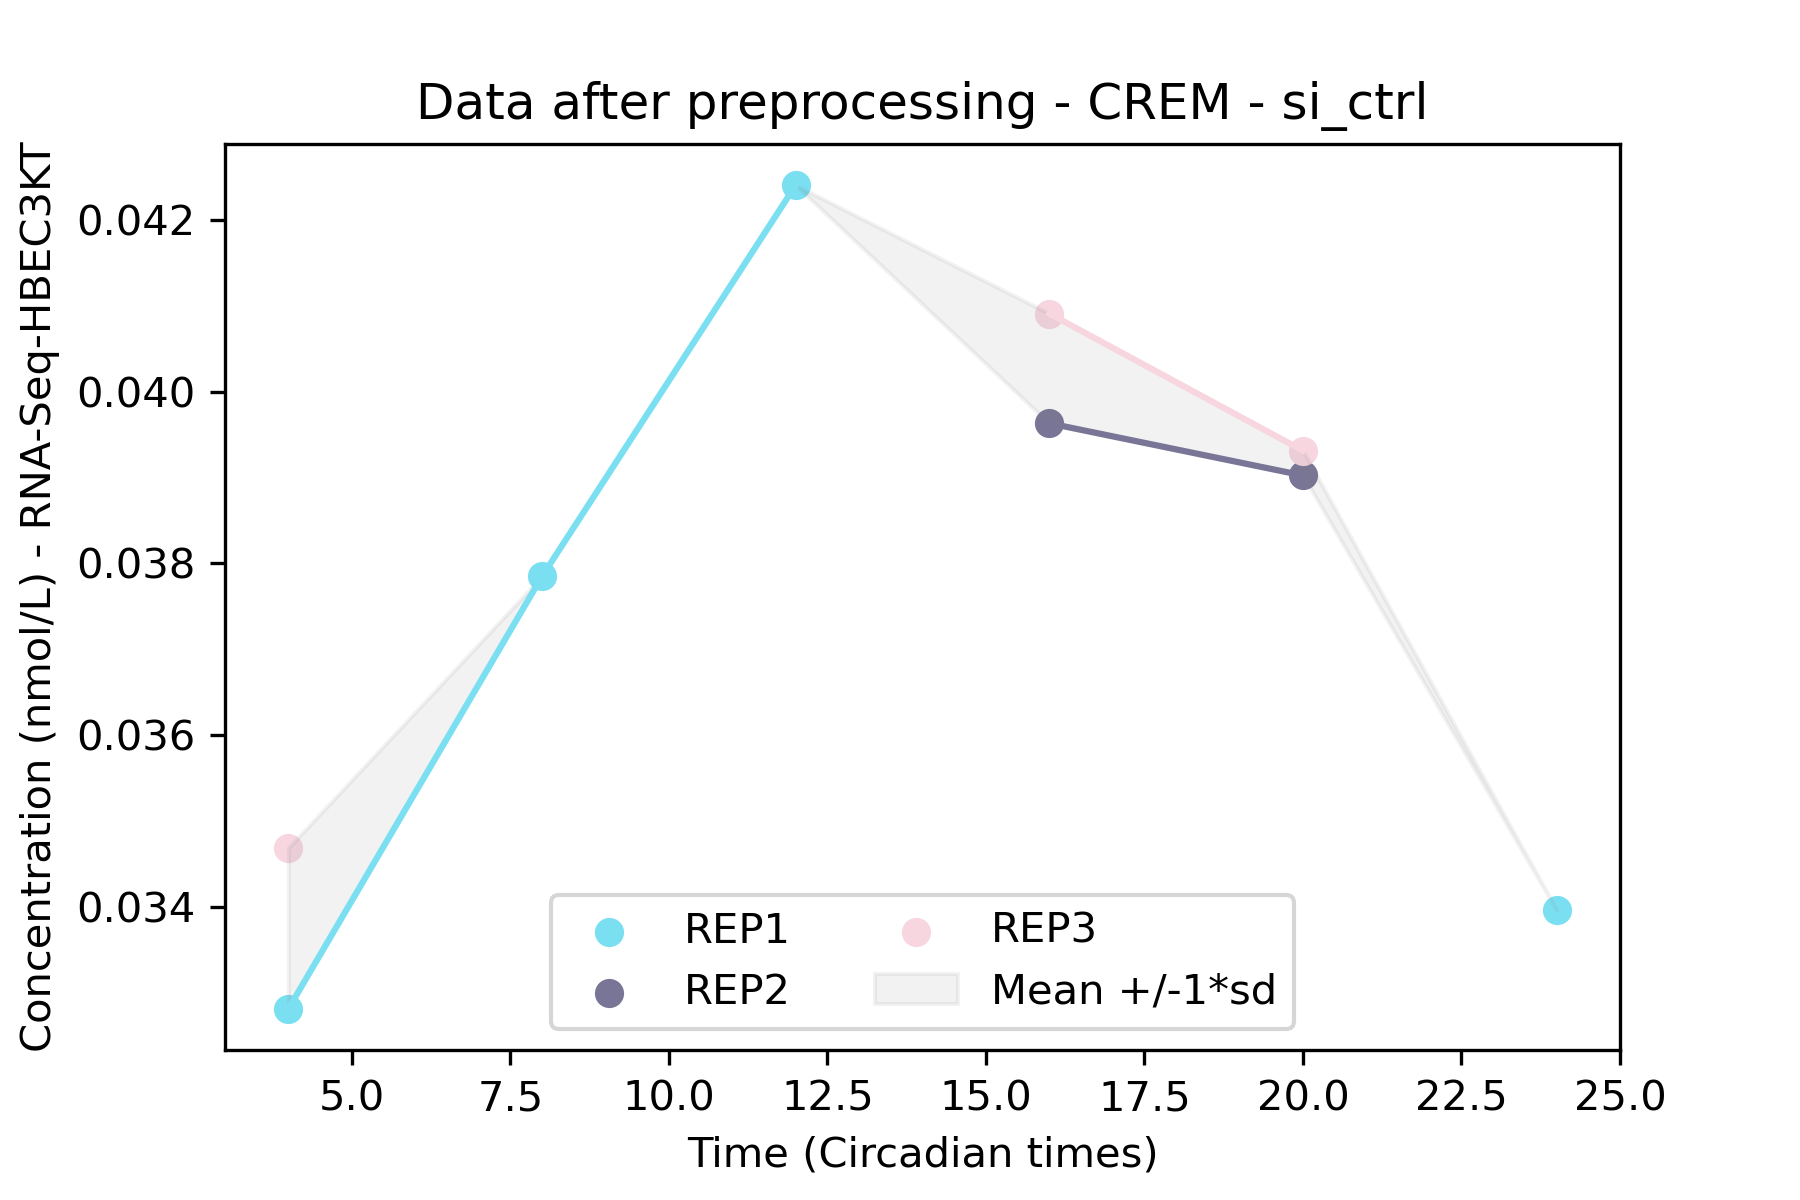 Data after preprocessing - CREM - si_ctrl
Concentration (nmol/L) - RNA-Seq-HBEC3KT
0.042
0.040
0.038
0.036
0.034
REP1
REP2
REP3
Mean +/-1*sd
5.0 7.5 10.0 12.5 15.0 17.5 20.0 22.5 25.0
Time (Circadian times)